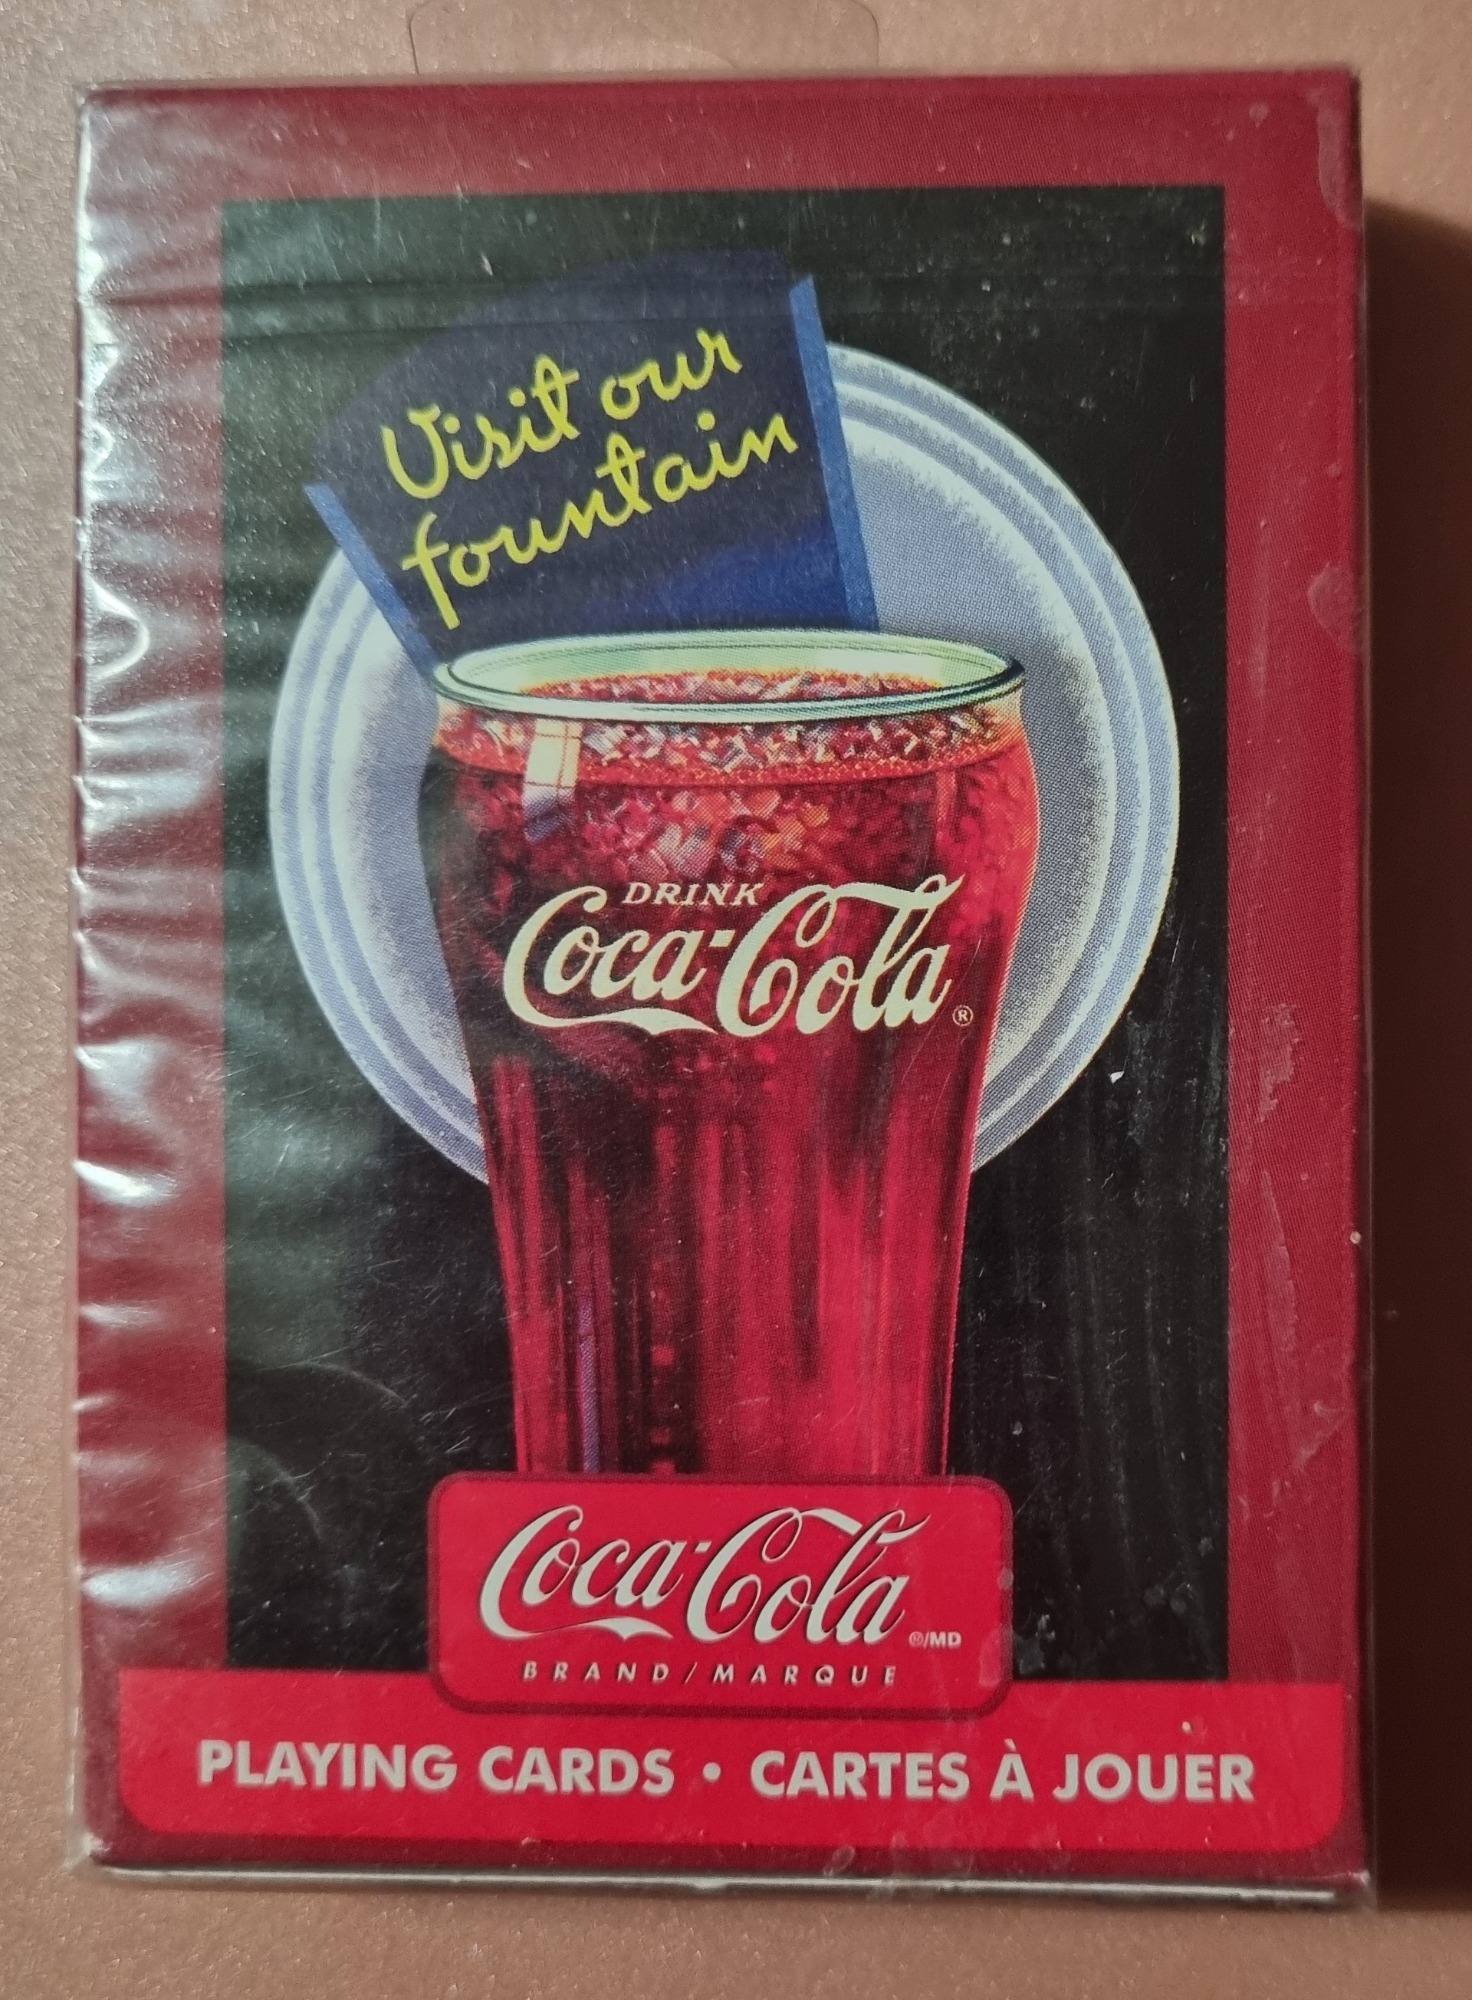 Visit our
fountain
DRINK
Coca-Cola®
Coca-Cola ®/MD
BRAND/MARQUE
PLAYING CARDS • CARTES À JOUER